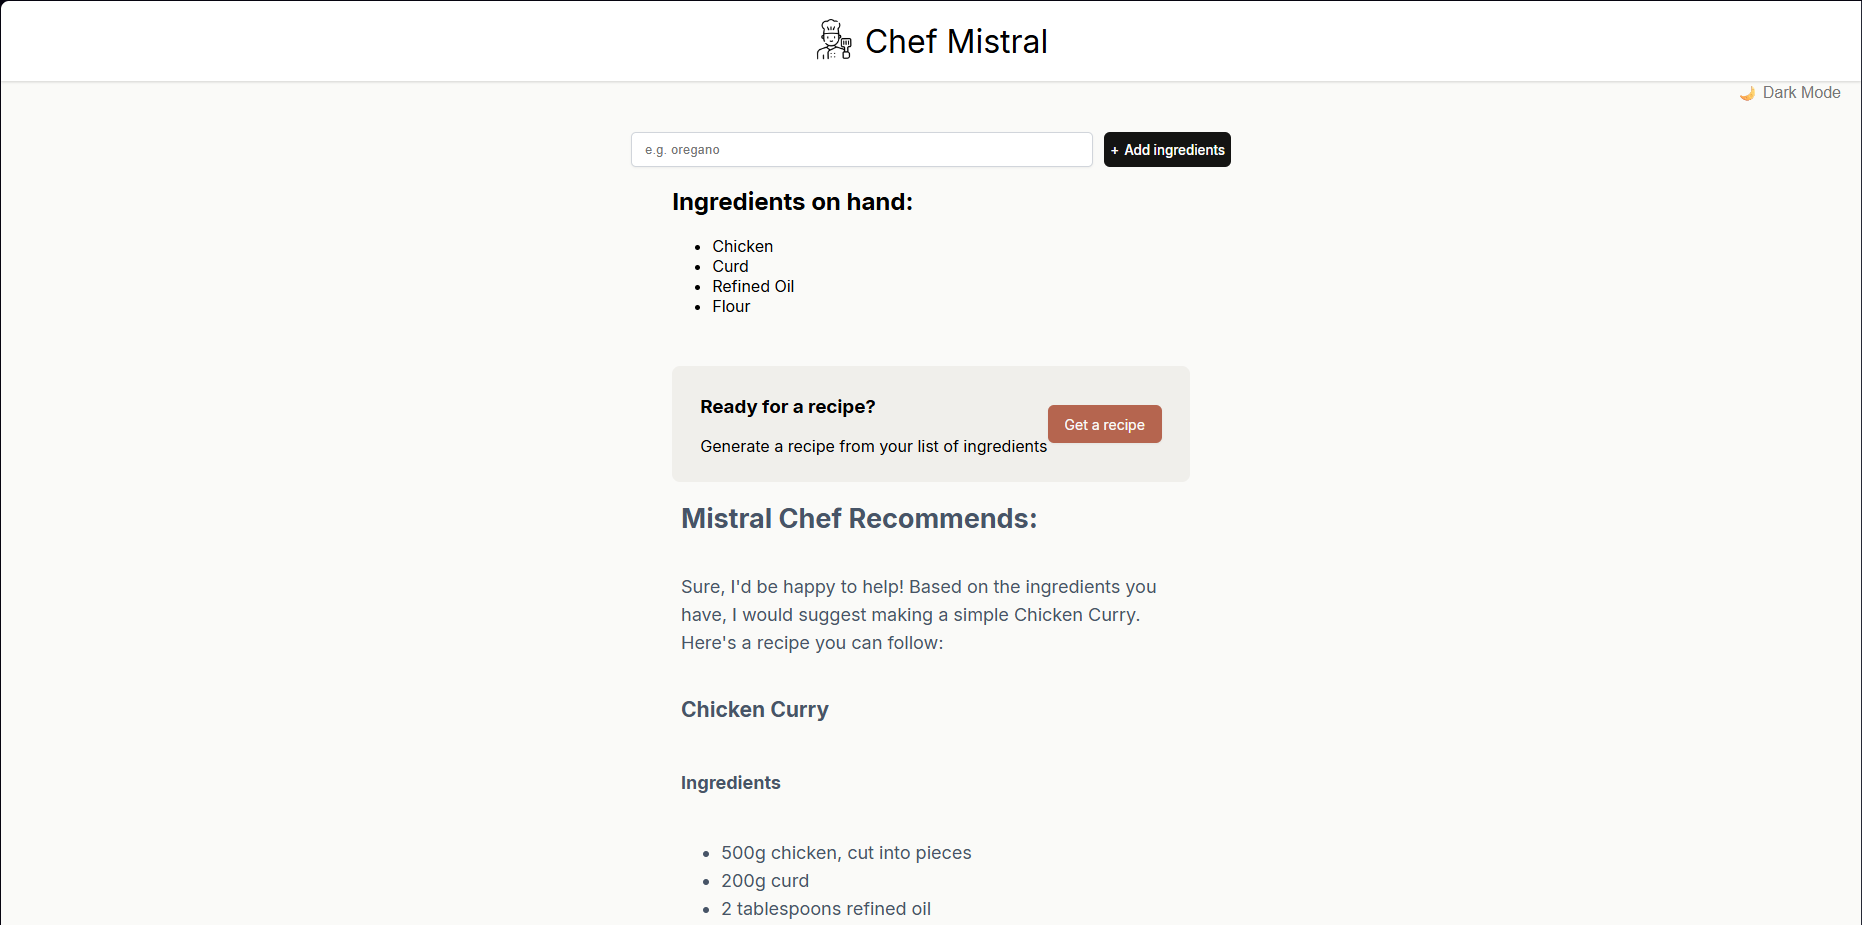 Chef Mistral
🌙 Dark Mode
e.g. oregano
+ Add ingredients
Ingredients on hand:
• Chicken
• Curd
• Refined Oil
• Flour
Ready for a recipe?
Generate a recipe from your list of ingredients
Get a recipe
Mistral Chef Recommends:
Sure, I'd be happy to help! Based on the ingredients you
have, I would suggest making a simple Chicken Curry.
Here's a recipe you can follow:
Chicken Curry
Ingredients
• 500g chicken, cut into pieces
• 200g curd
• 2 tablespoons refined oil